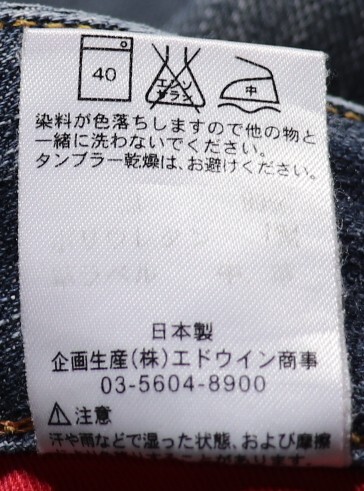 40
エンソ
サラシ
中
染料が色落ちしますので他の物と
一緒に洗わないでください。
タンブラー乾燥は、お避けください。
日本製
企画生産(株)エドウイン商事
03-5604-8900
⚠注意
汗や雨などで湿った状態、および摩擦